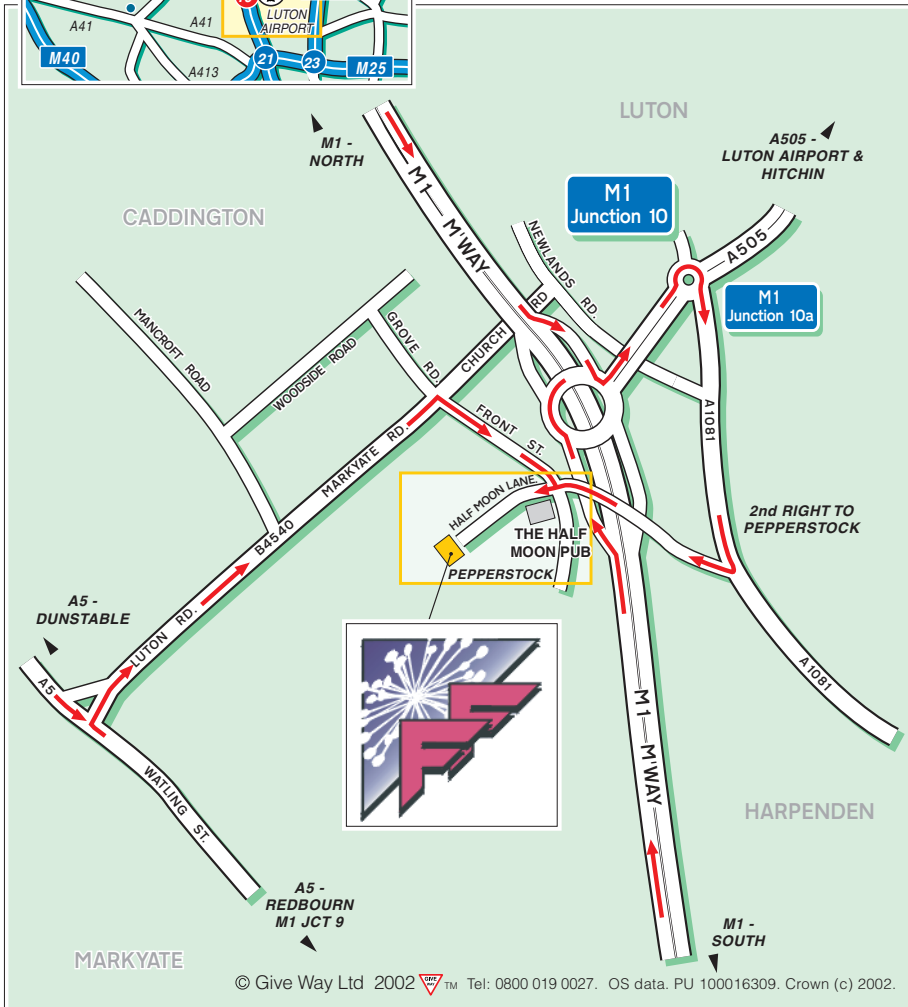 A41
A41
LUTON
AIRPORT
M40
A413
21
23
M25
LUTON
M1 -
NORTH
A505 -
LUTON AIRPORT &
HITCHIN
M1
Junction 10
CADDINGTON
M1
M'WAY
NEWLANDS RD.
A505
M1
Junction 10a
MANCROFT ROAD
WOODSIDE ROAD
GROVE RD.
CHURCH RD
FRONT ST.
A1081
B4540
MARKYATE RD.
HALF MOON LANE.
2nd RIGHT TO
PEPPERSTOCK
THE HALF
MOON PUB
PEPPERSTOCK
A5 -
DUNSTABLE
LUTON RD.
A5
A1081
FS
M1
M'WAY
WATLING ST.
HARPENDEN
A5 -
REDBOURN
M1 JCT 9
M1 -
SOUTH
MARKYATE
© Give Way Ltd 2002 GIVE WAY TM Tel: 0800 019 0027. OS data. PU 100016309. Crown (c) 2002.